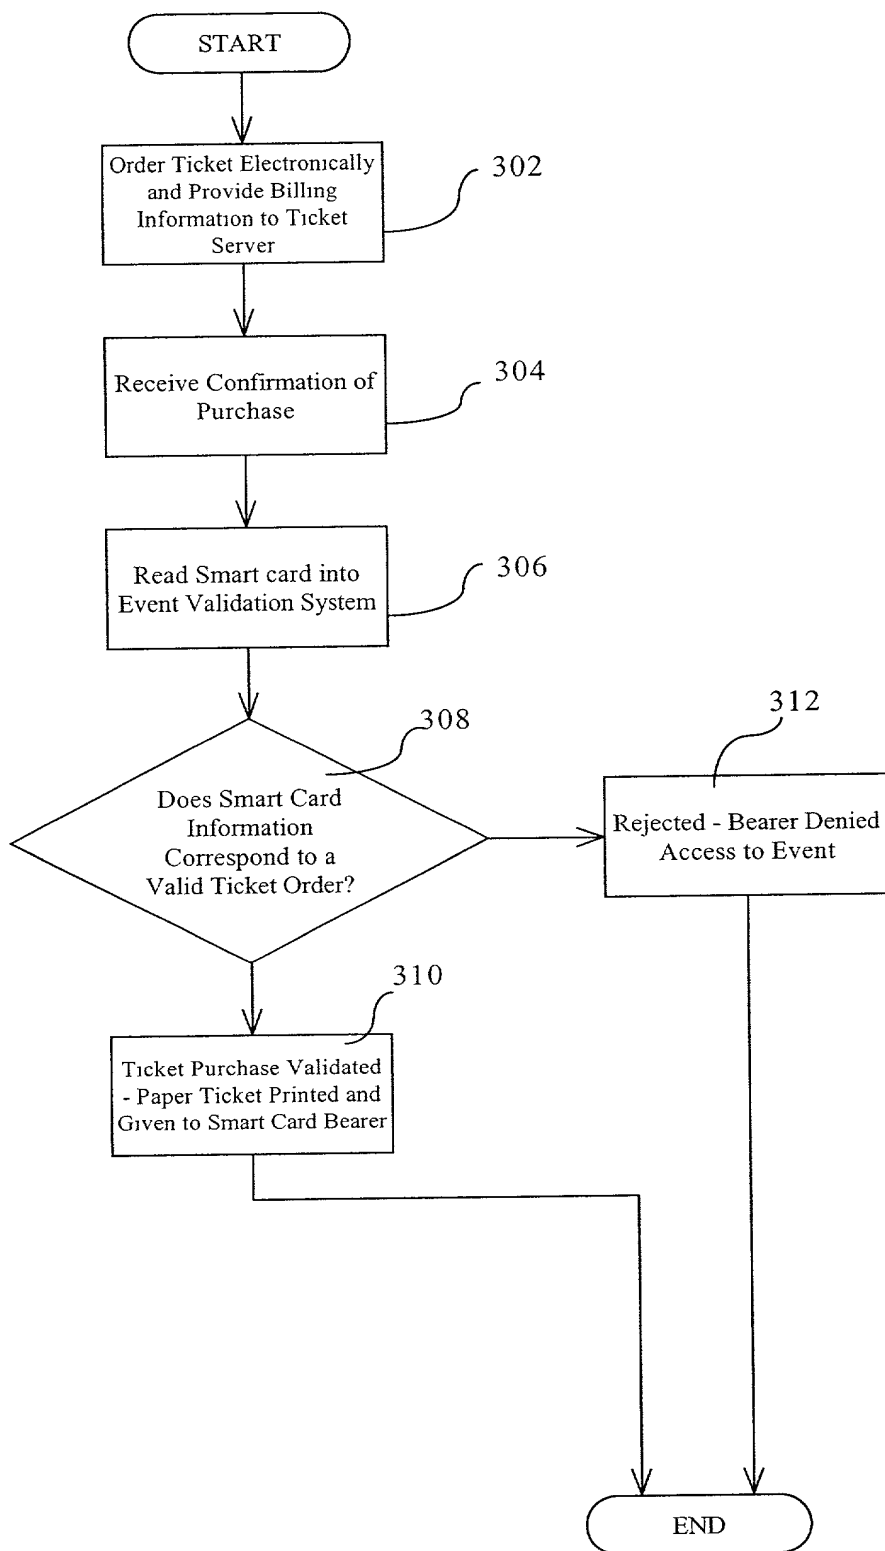 START
Order Ticket Electronically
and Provide Billing
Information to Ticket
Server
302
Receive Confirmation of
Purchase
304
Read Smart card into
Event Validation System
306
308
Does Smart Card
Information
Correspond to a
Valid Ticket Order?
312
Rejected - Bearer Denied
Access to Event
310
Ticket Purchase Validated
- Paper Ticket Printed and
Given to Smart Card Bearer
END